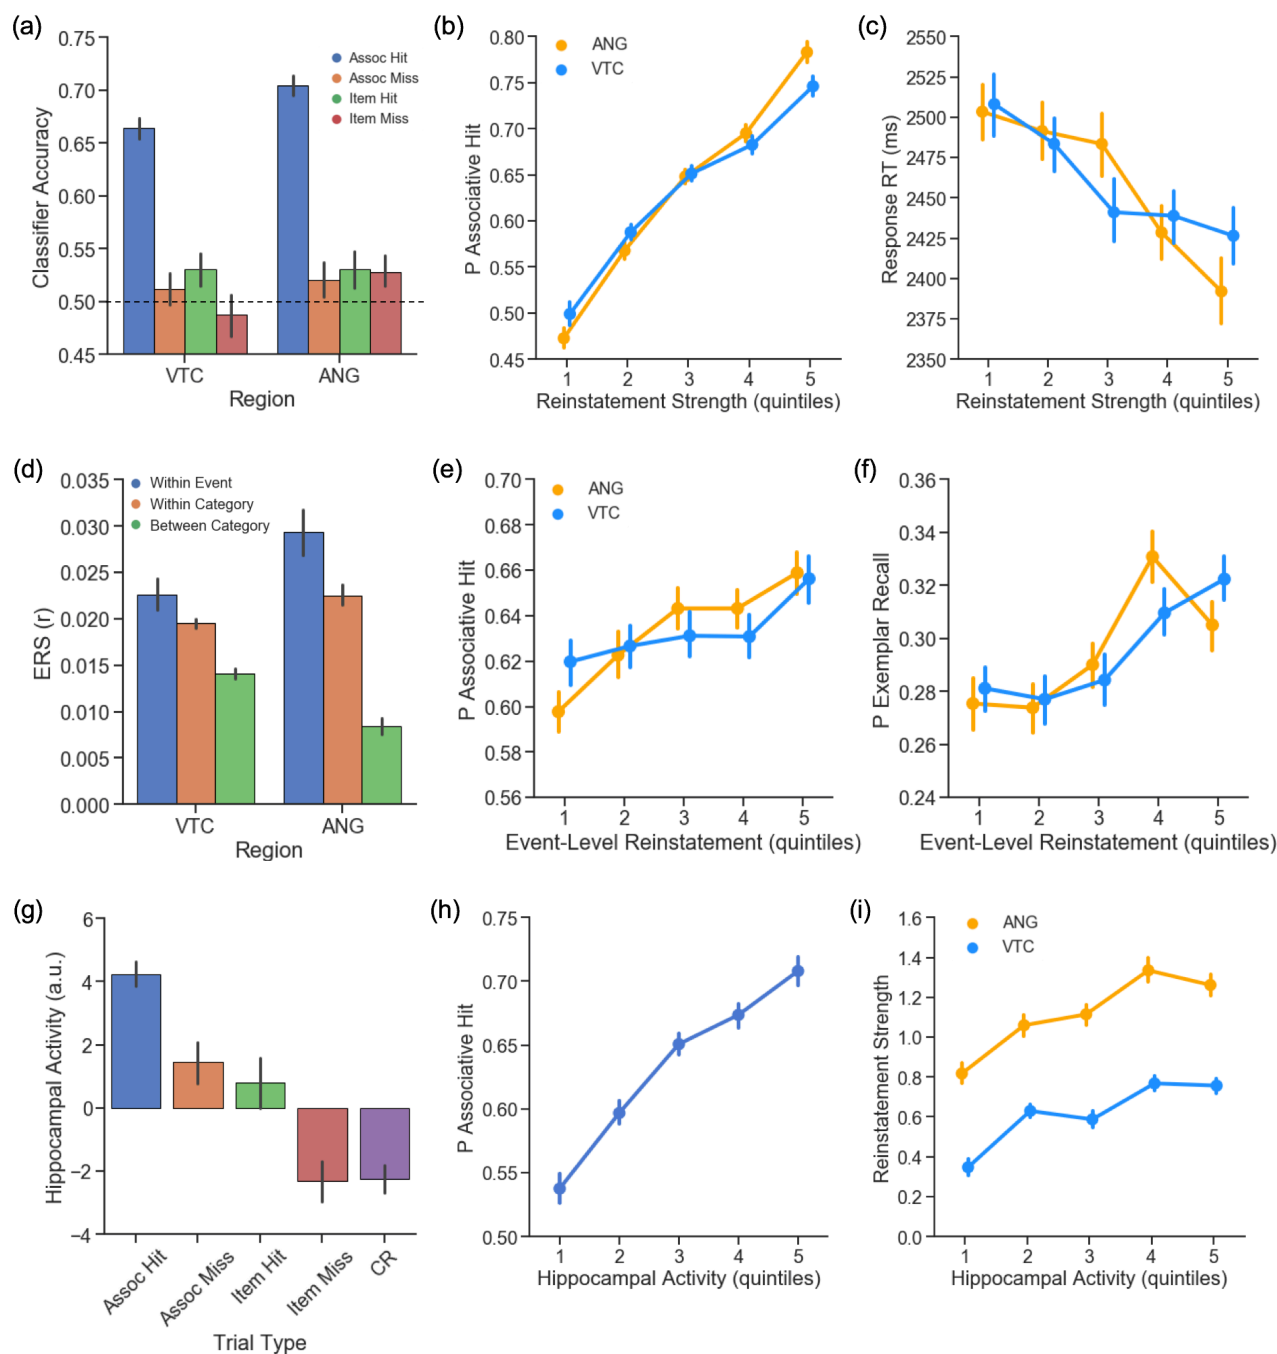 (a)
0.75
0.70
0.65
0.60
0.55
0.50
0.45
Classifier Accuracy
Assoc Hit
Assoc Miss
Item Hit
Item Miss
VTC
ANG
Region
(b)
0.80
0.75
0.70
0.65
0.60
0.55
0.50
0.45
P Associative Hit
ANG
VTC
1 2 3 4 5
Reinstatement Strength (quintiles)
(c)
2550
2525
2500
2475
2450
2425
2400
2375
2350
Response RT (ms)
1 2 3 4 5
Reinstatement Strength (quintiles)
(d)
0.035
0.030
0.025
0.020
0.015
0.010
0.005
0.000
ERS (r)
Within Event
Within Category
Between Category
VTC
ANG
Region
(e)
0.70
0.68
0.66
0.64
0.62
0.60
0.58
0.56
P Associative Hit
ANG
VTC
1 2 3 4 5
Event-Level Reinstatement (quintiles)
(f)
0.36
0.34
0.32
0.30
0.28
0.26
0.24
P Exemplar Recall
1 2 3 4 5
Event-Level Reinstatement (quintiles)
(g)
6
4
2
0
−2
−4
Hippocampal Activity (a.u.)
Assoc Hit
Assoc Miss
Item Hit
Item Miss
CR
Trial Type
(h)
0.75
0.70
0.65
0.60
0.55
0.50
P Associative Hit
1 2 3 4 5
Hippocampal Activity (quintiles)
(i)
1.6
1.4
1.2
1.0
0.8
0.6
0.4
0.2
0.0
Reinstatement Strength
ANG
VTC
1 2 3 4 5
Hippocampal Activity (quintiles)